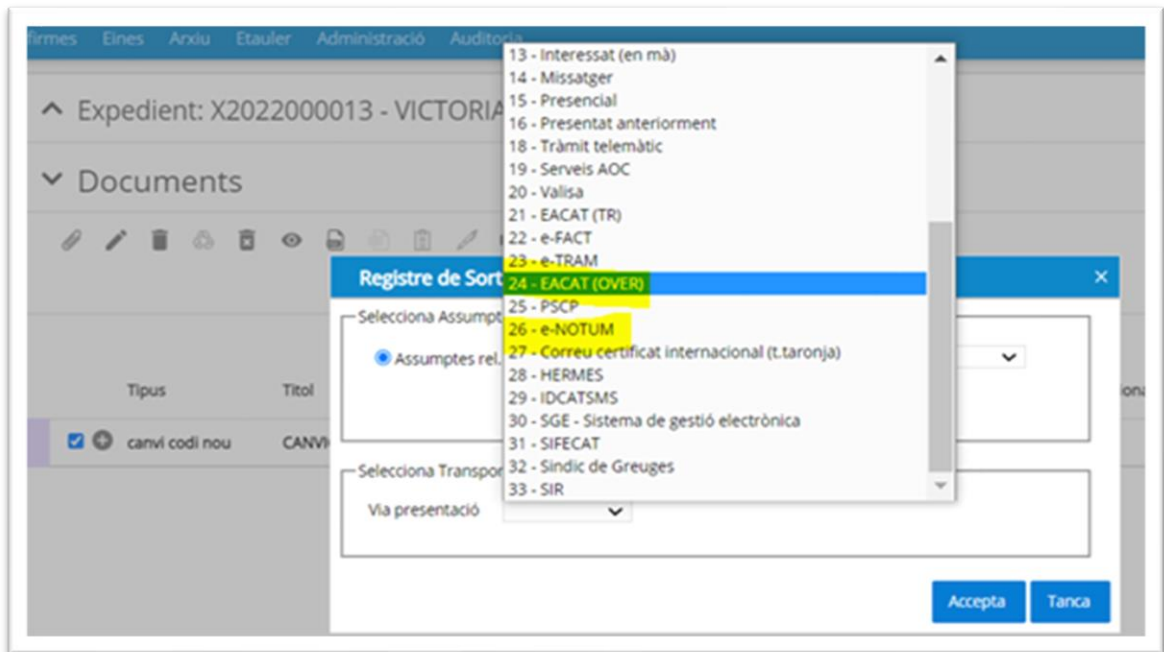 firmes Eines Arxiu Etauler Administració Auditoria
Expedient: X2022000013 - VICTORIA
Documents
Tipus Titol
canvi codi nou CANVI
Registre de Sort
Selecciona Assumpt
Assumptes rel.
Selecciona Transpor
Via presentació
13 - Interessat (en mà)
14 - Missatger
15 - Presencial
16 - Presentat anteriorment
18 - Tràmit telemàtic
19 - Serveis AOC
20 - Valisa
21 - EACAT (TR)
22 - e-FACT
23 - e-TRAM
24 - EACAT (OVER)
25 - PSCP
26 - e-NOTUM
27 - Correu certificat internacional (t.taronja)
28 - HERMES
29 - IDCATSMS
30 - SGE - Sistema de gestió electrònica
31 - SIFECAT
32 - Sindic de Greuges
33 - SIR
Accepta Tanca